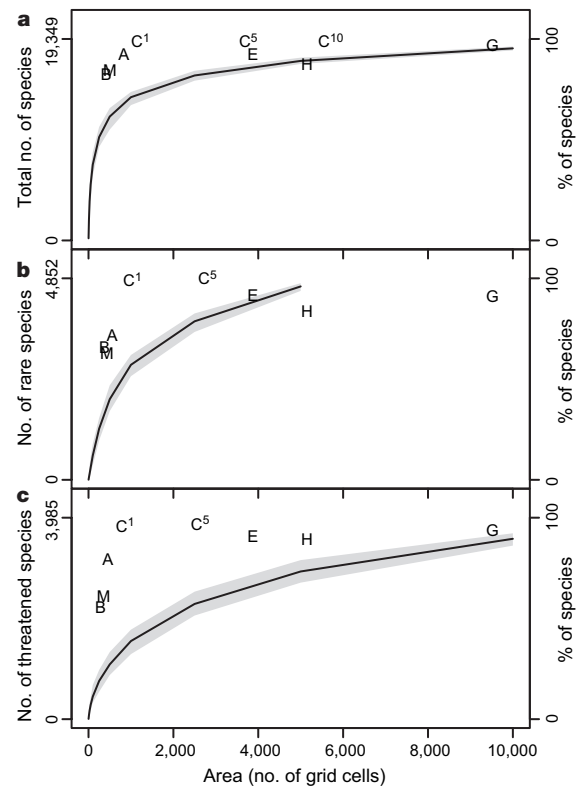 a
19,349
0
Total no. of species
100
0
% of species
C1
C5
C10
A
M
B
E
H
G
b
4,852
0
No. of rare species
100
0
% of species
C1
C5
A
B
M
E
H
G
c
3,985
0
No. of threatened species
100
0
% of species
C1
C5
A
M
B
E
H
G
0 2,000 4,000 6,000 8,000 10,000
Area (no. of grid cells)